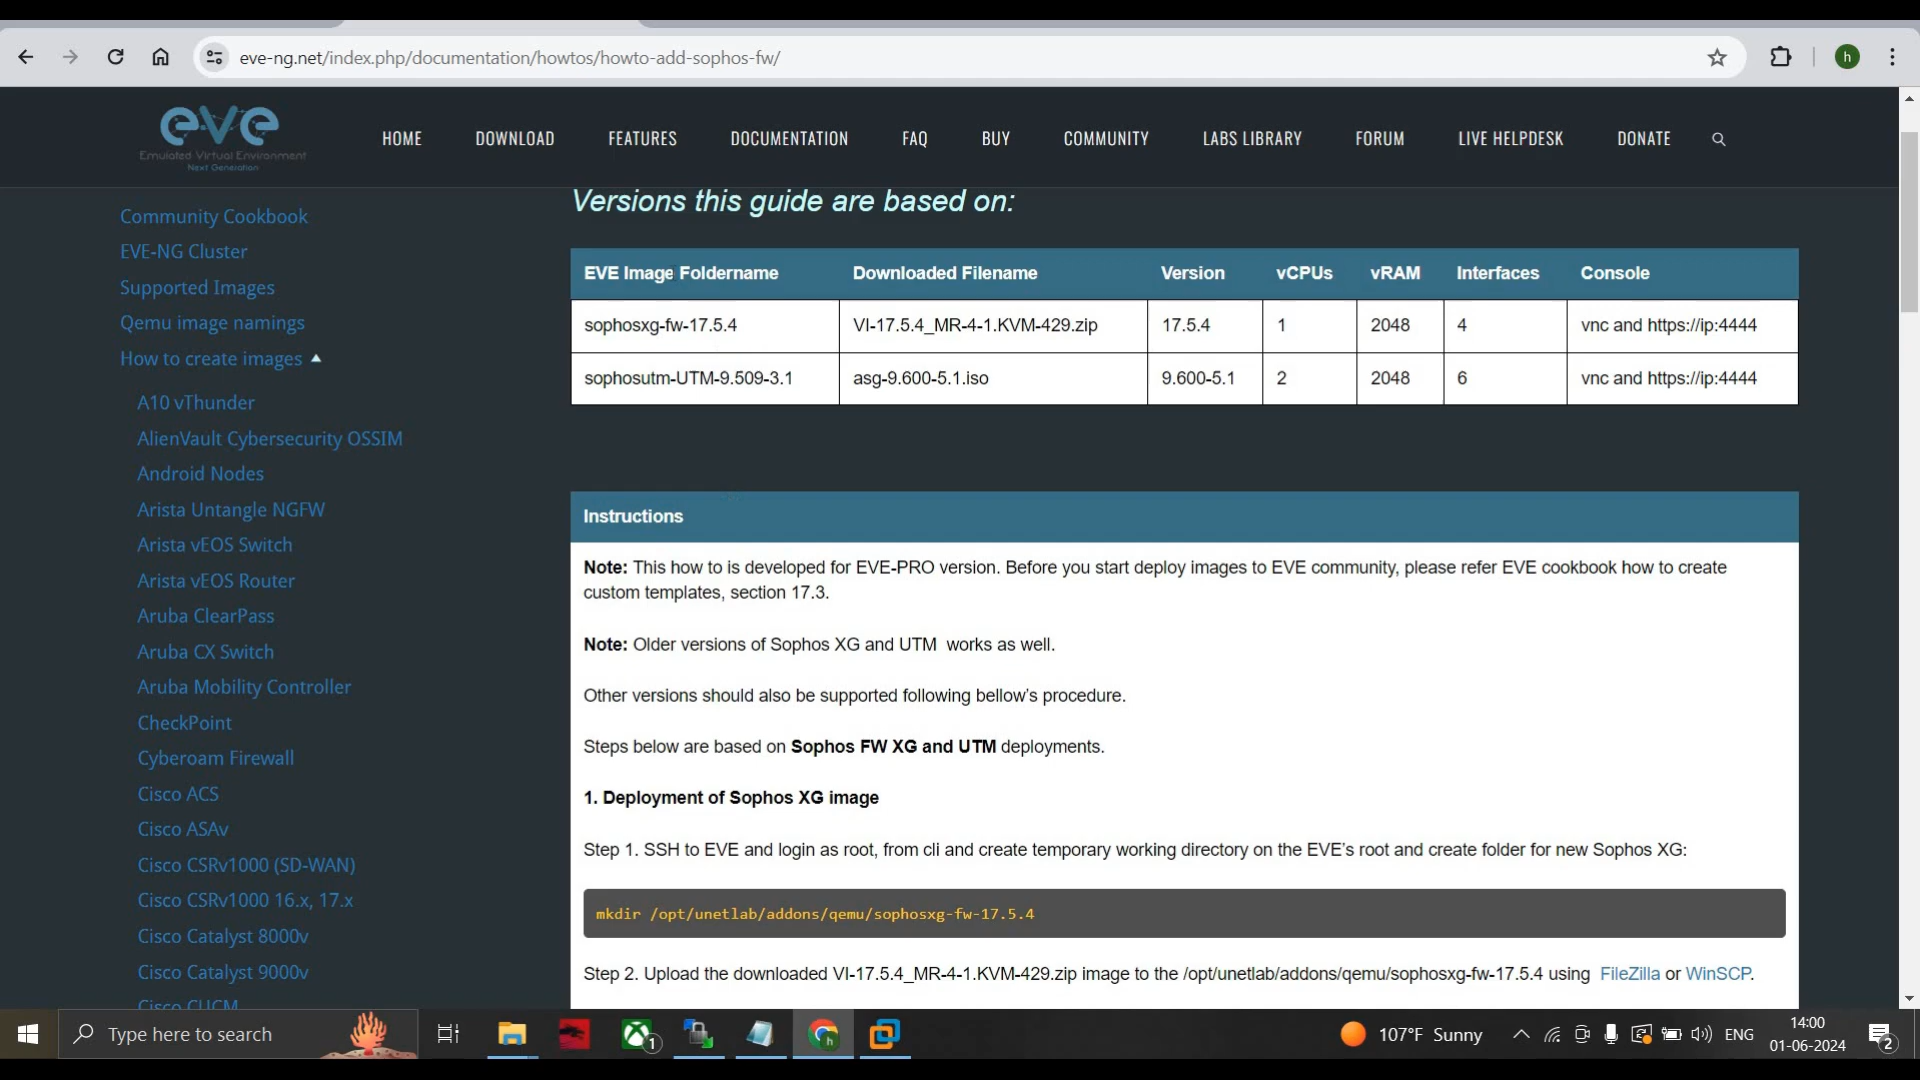 eve-ng.net/index.php/documentation/howtos/howto-add-sophos-fw/
h
eve
Emulated Virtual Environment
Next Generation
HOME DOWNLOAD FEATURES DOCUMENTATION FAQ BUY COMMUNITY LABS LIBRARY FORUM LIVE HELPDESK DONATE
Community Cookbook
EVE-NG Cluster
Supported Images
Qemu image namings
How to create images
A10 vThunder
AlienVault Cybersecurity OSSIM
Android Nodes
Arista Untangle NGFW
Arista vEOS Switch
Arista vEOS Router
Aruba ClearPass
Aruba CX Switch
Aruba Mobility Controller
CheckPoint
Cyberoam Firewall
Cisco ACS
Cisco ASAv
Cisco CSRv1000 (SD-WAN)
Cisco CSRv1000 16.x, 17.x
Cisco Catalyst 8000v
Cisco Catalyst 9000v
Cisco CUCM
Versions this guide are based on:
EVE Image Foldername Downloaded Filename Version vCPUs vRAM Interfaces Console
sophosxg-fw-17.5.4 VI-17.5.4_MR-4-1.KVM-429.zip 17.5.4 1 2048 4 vnc and https://ip:4444
sophosutm-UTM-9.509-3.1 asg-9.600-5.1.iso 9.600-5.1 2 2048 6 vnc and https://ip:4444
Instructions
Note: This how to is developed for EVE-PRO version. Before you start deploy images to EVE community, please refer EVE cookbook how to create
custom templates, section 17.3.
Note: Older versions of Sophos XG and UTM  works as well.
Other versions should also be supported following bellow's procedure.
Steps below are based on Sophos FW XG and UTM deployments.
1. Deployment of Sophos XG image
Step 1. SSH to EVE and login as root, from cli and create temporary working directory on the EVE's root and create folder for new Sophos XG:
mkdir /opt/unetlab/addons/qemu/sophosxg-fw-17.5.4
Step 2. Upload the downloaded VI-17.5.4_MR-4-1.KVM-429.zip image to the /opt/unetlab/addons/qemu/sophosxg-fw-17.5.4 using  FileZilla or WinSCP.
Type here to search
1
h
107°F Sunny
ENG
14:00
01-06-2024
2